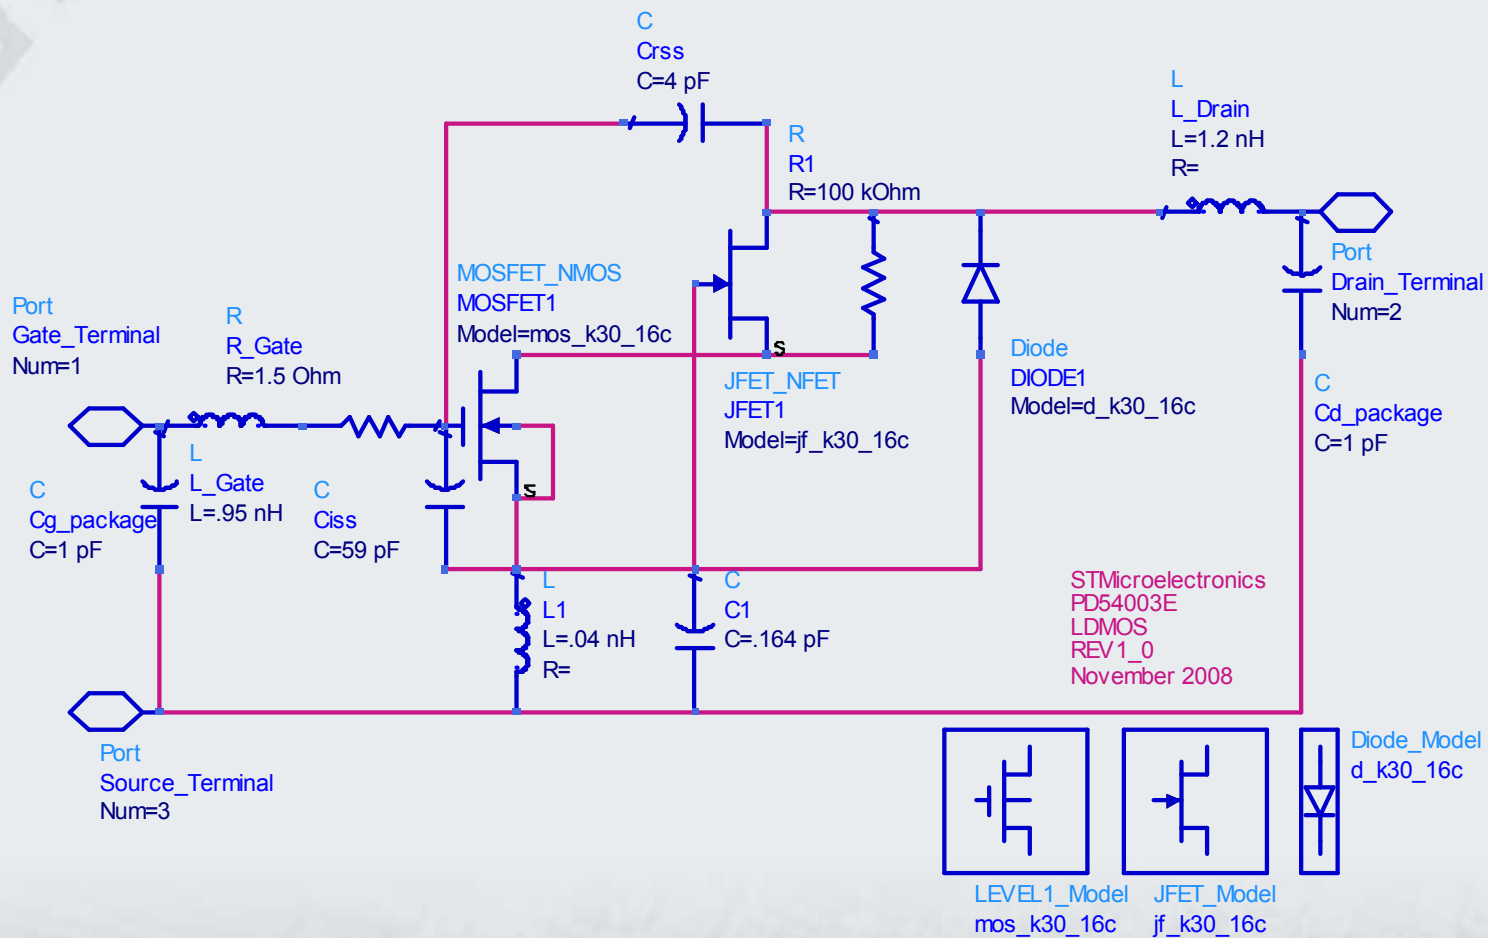 C
Crss
C=4 pF
L
L_Drain
L=1.2 nH
R=
R
R1
R=100 kOhm
MOSFET_NMOS
MOSFET1
Model=mos_k30_16c
Port
Gate_Terminal
Num=1
R
R_Gate
R=1.5 Ohm
S
Port
Drain_Terminal
Num=2
Diode
DIODE1
Model=d_k30_16c
JFET_NFET
JFET1
Model=jf_k30_16c
C
Cd_package
C=1 pF
L
L_Gate
L=.95 nH
C
Cg_package
C=1 pF
C
Ciss
C=59 pF
S
L
L1
L=.04 nH
R=
C
C1
C=.164 pF
STMicroelectronics
PD54003E
LDMOS
REV1_0
November 2008
Port
Source_Terminal
Num=3
Diode_Model
d_k30_16c
LEVEL1_Model
mos_k30_16c
JFET_Model
jf_k30_16c